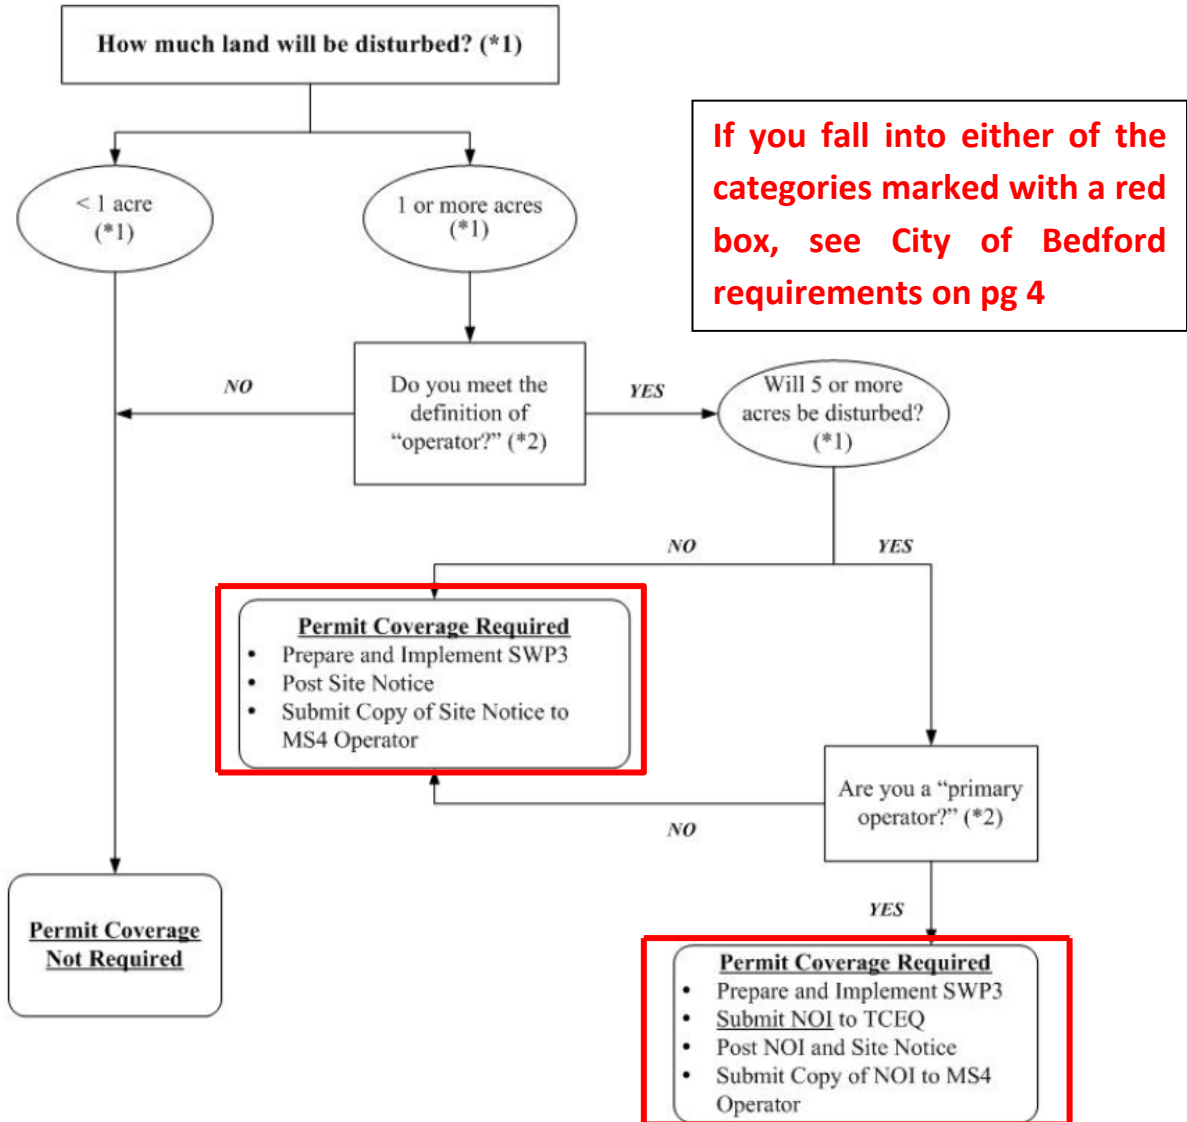 How much land will be disturbed? (*1)
If you fall into either of the
categories marked with a red
box, see City of Bedford
requirements on pg 4
< 1 acre
(*1)
1 or more acres
(*1)
NO
Do you meet the
definition of
“operator?” (*2)
YES
Will 5 or more
acres be disturbed?
(*1)
NO
YES
Permit Coverage Required
• Prepare and Implement SWP3
• Post Site Notice
• Submit Copy of Site Notice to
MS4 Operator
Are you a “primary
operator?” (*2)
NO
YES
Permit Coverage
Not Required
Permit Coverage Required
• Prepare and Implement SWP3
• Submit NOI to TCEQ
• Post NOI and Site Notice
• Submit Copy of NOI to MS4
Operator